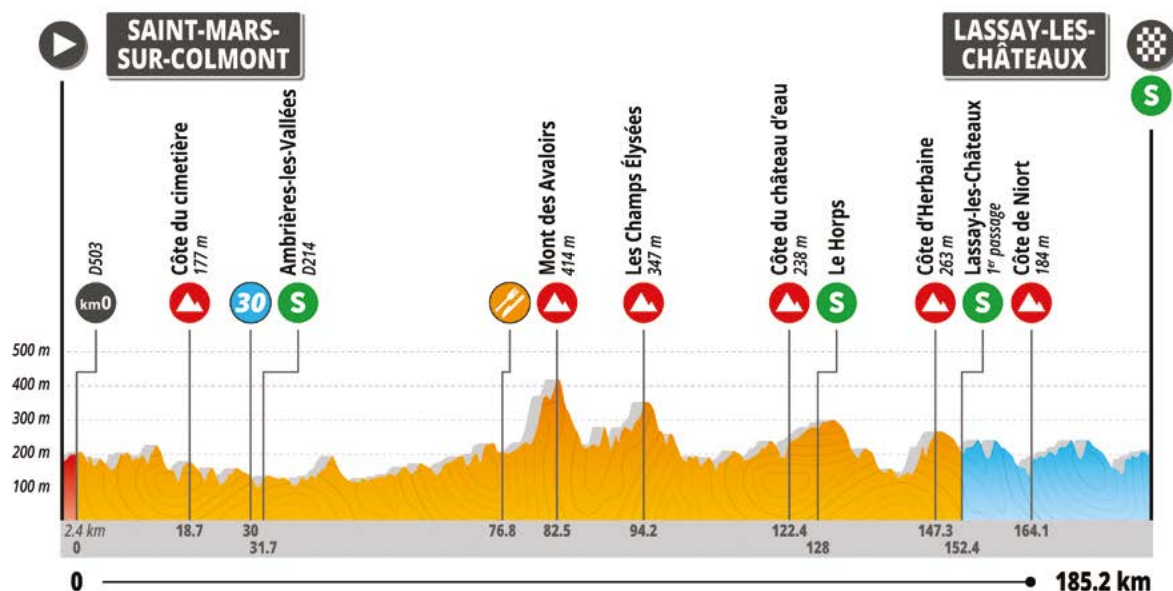 SAINT-MARS-
SUR-COLMONT
LASSAY-LES-
CHÂTEAUX
S
D503
Côte du cimetière
177 m
Ambrières-les-Vallées
D214
Mont des Avaloirs
414 m
Les Champs Élysées
347 m
Côte du château d'eau
238 m
Le Horps
Côte d'Herbaine
263 m
Lassay-les-Châteaux
1er passage
Côte de Niort
184 m
km0
30
S
S
S
500 m
400 m
300 m
200 m
100 m
2.4 km
18.7
30
76.8
82.5
94.2
122.4
147.3
164.1
0
31.7
128
152.4
0
185.2 km